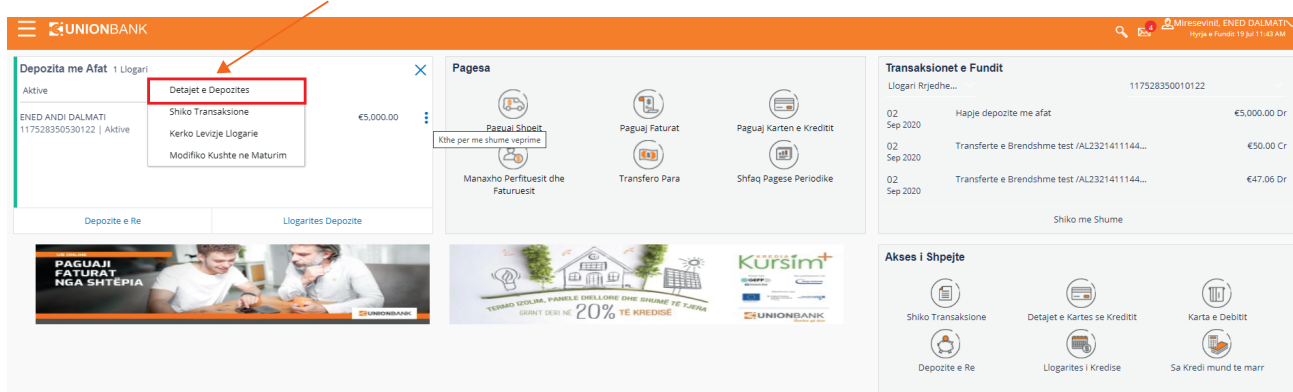 UNIONBANK
4
Miresevini!, ENED DALMATI
Hyrja e Fundit 19 Jul 11:43 AM
Depozita me Afat 1 Llogari
Aktive
ENED ANDI DALMATI
117528350530122 | Aktive
€5,000.00
Detajet e Depozites
Shiko Transaksione
Kerko Levizje Llogarie
Modifiko Kushte ne Maturim
Kthe per me shume veprime
Depozite e Re
Llogarites Depozite
Pagesa
Paguaj Shpejt
Paguaj Faturat
Paguaj Karten e Kreditit
Manaxho Perfituesit dhe
Faturuesit
Transfero Para
Shfaq Pagese Periodike
Transaksionet e Fundit
Llogari Rrjedhe...
117528350010122
02
Sep 2020
Hapje depozite me afat
€5,000.00 Dr
02
Sep 2020
Transferte e Brendshme test /AL2321411144...
€50.00 Cr
02
Sep 2020
Transferte e Brendshme test /AL2321411144...
€47.06 Dr
Shiko me Shume
PAGUAJI
FATURAT
NGA SHTËPIA
UNIONBANK
KREDIA
Kursim+
GEFF
TERMO IZOLIM, PANELE DIELLORE DHE SHUMË TË TJERA
GRANT DERI NË 20% TË KREDISË
UNIONBANK
Akses i Shpejte
Shiko Transaksione
Detajet e Kartes se Kreditit
Karta e Debitit
Depozite e Re
Llogarites i Kredise
Sa Kredi mund te marr